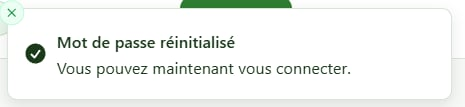 Mot de passe réinitialisé
Vous pouvez maintenant vous connecter.